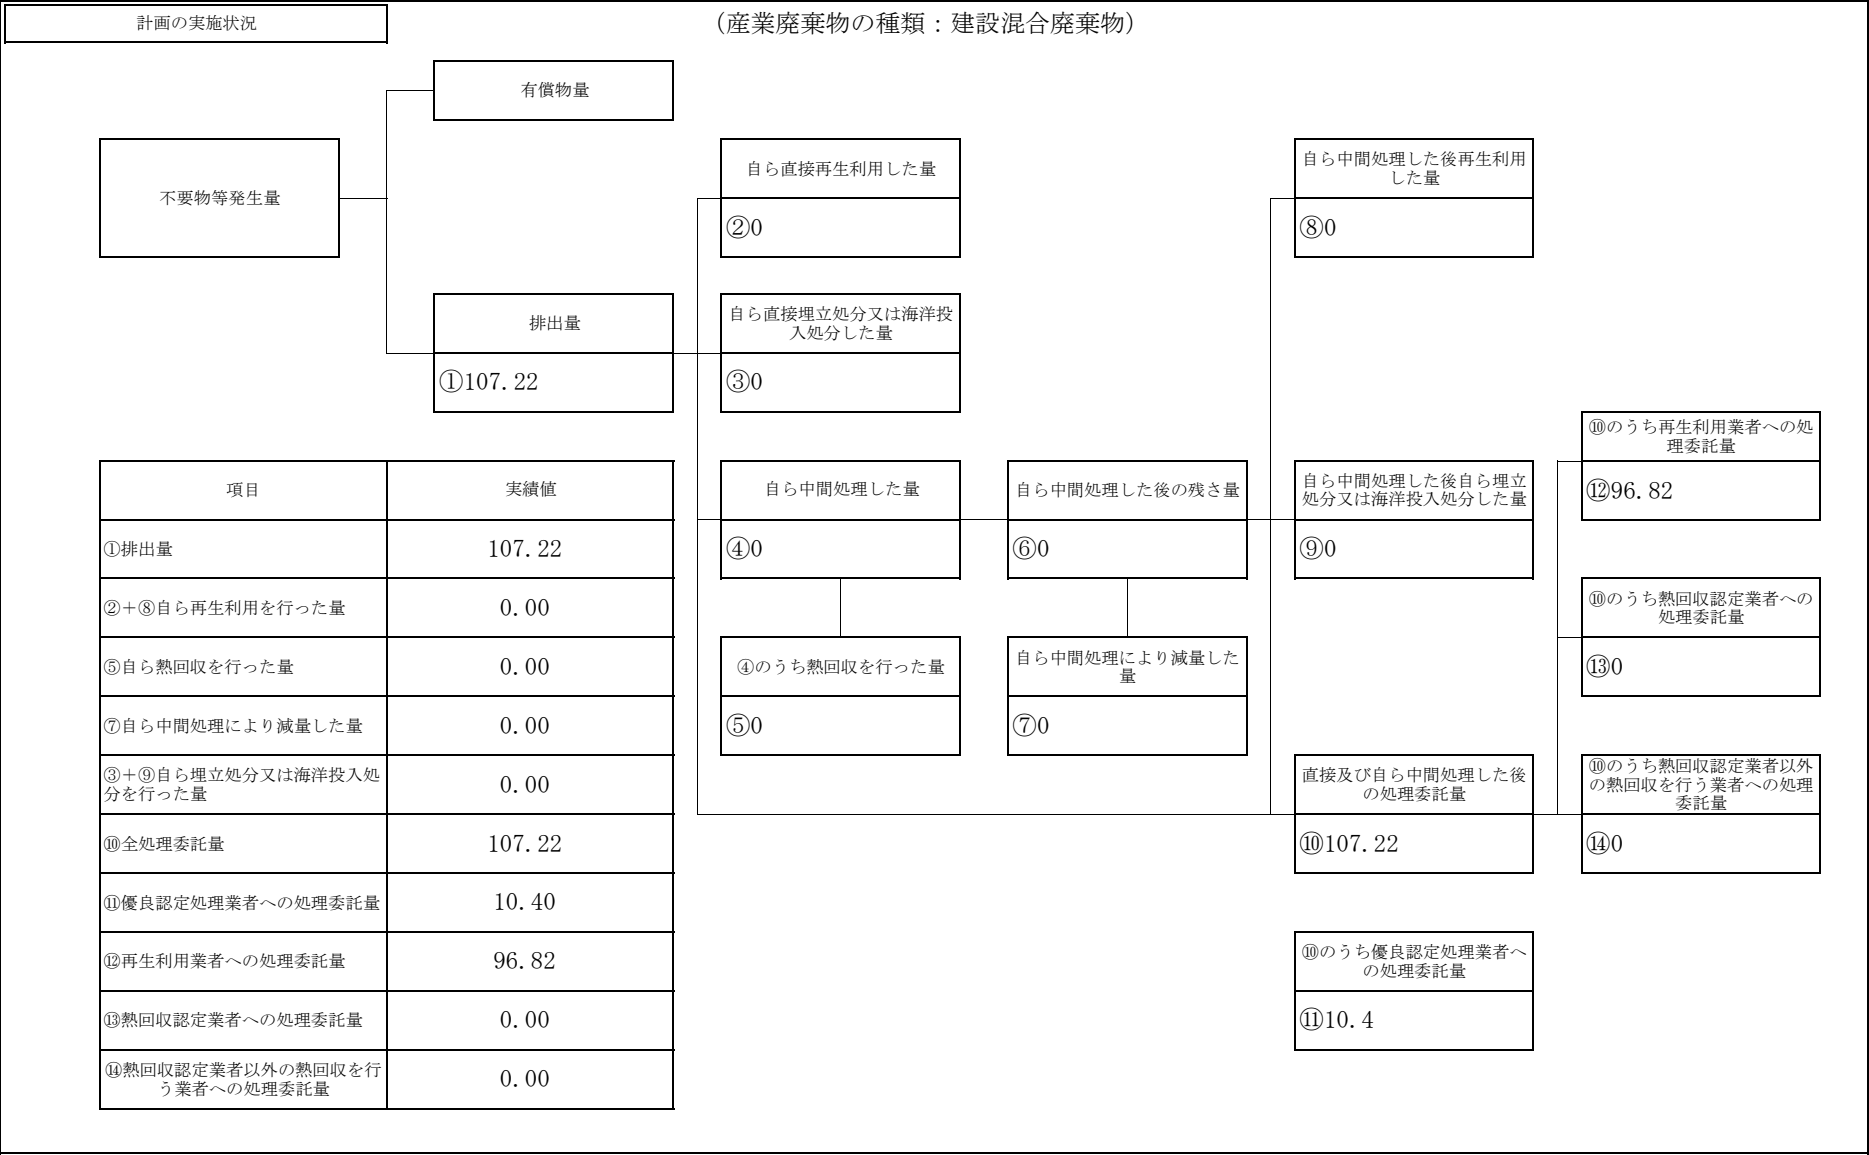 計画の実施状況
（産業廃棄物の種類：建設混合廃棄物）
有償物量
不要物等発生量
自ら直接再生利用した量
②0
自ら中間処理した後再生利用
した量
⑧0
排出量
①107.22
自ら直接埋立処分又は海洋投
入処分した量
③0
⑩のうち再生利用業者への処
理委託量
⑫96.82
自ら中間処理した量
④0
自ら中間処理した後の残さ量
⑥0
自ら中間処理した後自ら埋立
処分又は海洋投入処分した量
⑨0
⑩のうち熱回収認定業者への
処理委託量
⑬0
④のうち熱回収を行った量
⑤0
自ら中間処理により減量した
量
⑦0
直接及び自ら中間処理した後
の処理委託量
⑩107.22
⑩のうち熱回収認定業者以外
の熱回収を行う業者への処理
委託量
⑭0
⑩のうち優良認定処理業者へ
の処理委託量
⑪10.4
項目 実績値
①排出量 107.22
②＋⑧自ら再生利用を行った量 0.00
⑤自ら熱回収を行った量 0.00
⑦自ら中間処理により減量した量 0.00
③＋⑨自ら埋立処分又は海洋投入処
分を行った量 0.00
⑩全処理委託量 107.22
⑪優良認定処理業者への処理委託量 10.40
⑫再生利用業者への処理委託量 96.82
⑬熱回収認定業者への処理委託量 0.00
⑭熱回収認定業者以外の熱回収を行
う業者への処理委託量 0.00